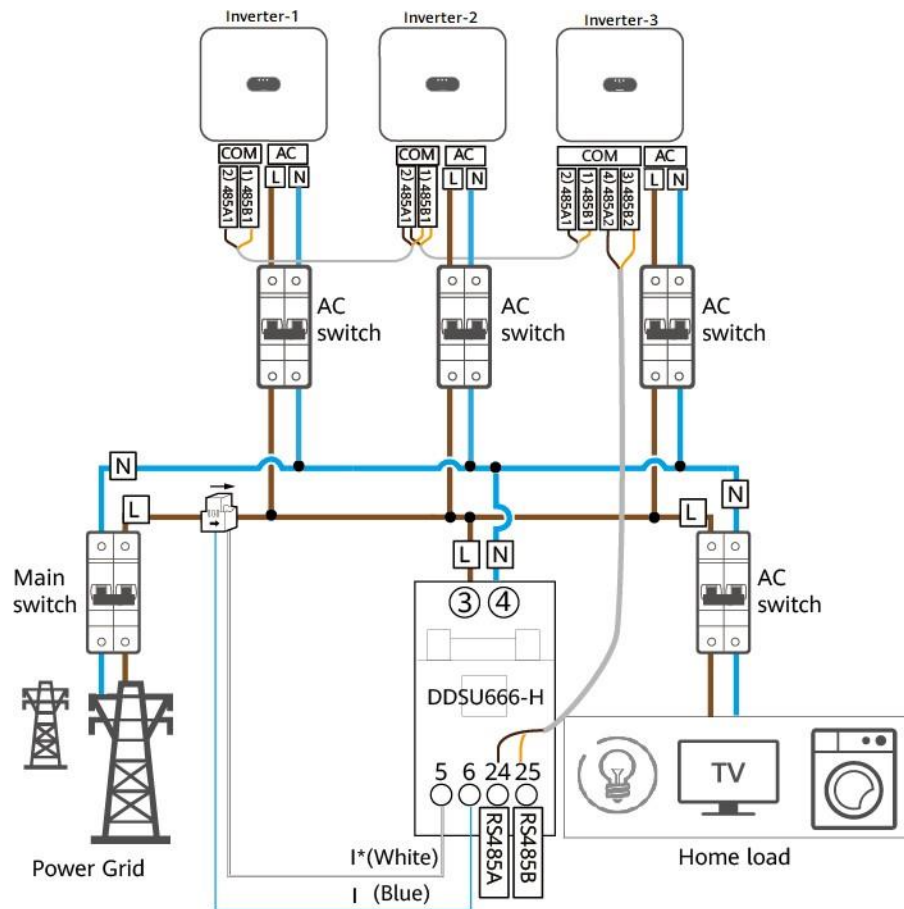 Inverter-1
Inverter-2
Inverter-3
COM
AC
2) 485A1
1) 485B1
L
N
COM
AC
2) 485A1
1) 485B1
L
N
COM
AC
2) 485A1
1) 485B1
4) 485A2
3) 485B2
L
N
AC
switch
AC
switch
AC
switch
N
L
L
N
Main
switch
L
N
3
4
AC
switch
DDSU666-H
5
6
24
25
RS485A
RS485B
TV
Power Grid
I*(White)
I (Blue)
Home load